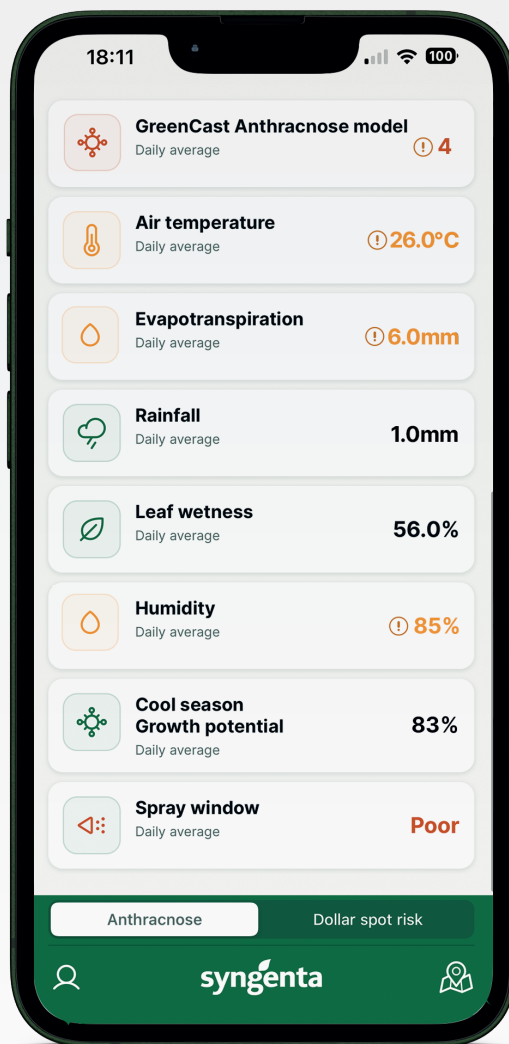 18:11
100
GreenCast Anthracnose model
Daily average
4
Air temperature
Daily average
26.0°C
Evapotranspiration
Daily average
6.0mm
Rainfall
Daily average
1.0mm
Leaf wetness
Daily average
56.0%
Humidity
Daily average
85%
Cool season
Growth potential
Daily average
83%
Spray window
Daily average
Poor
Anthracnose
Dollar spot risk
syngenta